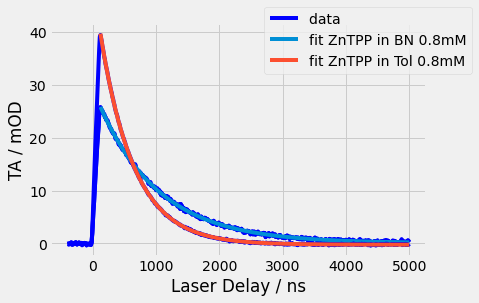 data
fit ZnTPP in BN 0.8mM
fit ZnTPP in Tol 0.8mM
TA / mOD
40
30
20
10
0
0 1000 2000 3000 4000 5000
Laser Delay / ns